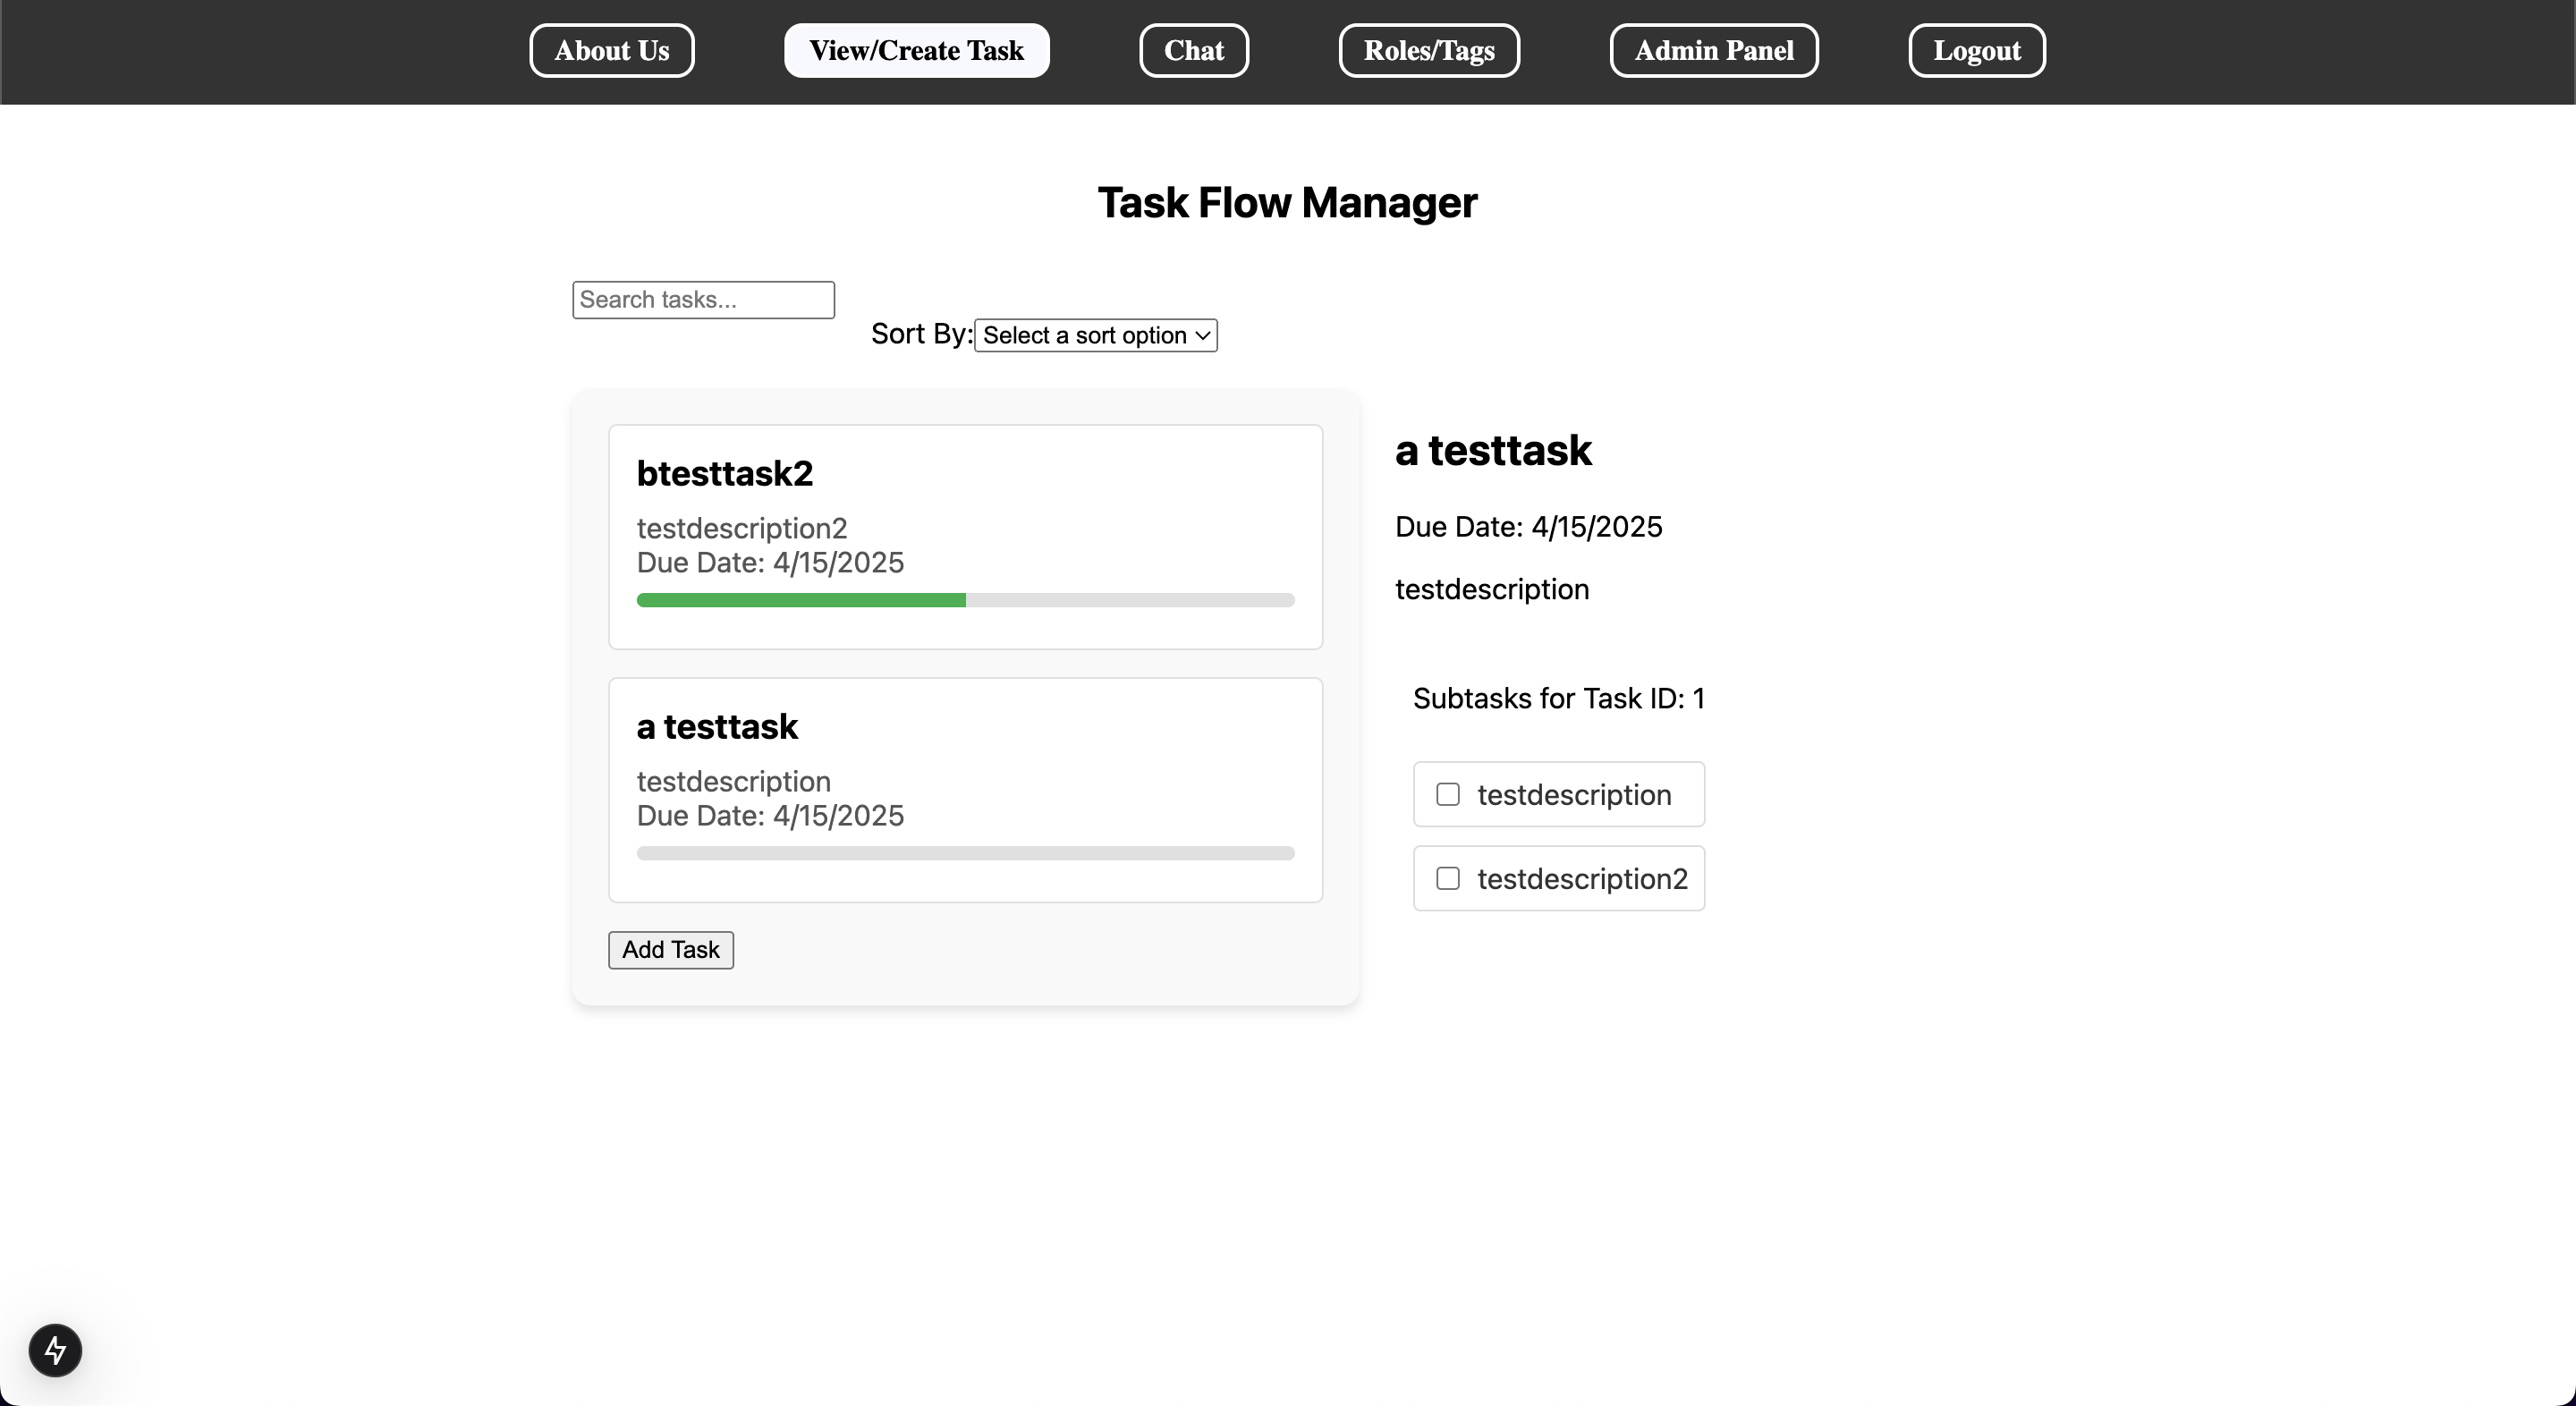 About Us
View/Create Task
Chat
Roles/Tags
Admin Panel
Logout
Task Flow Manager
Search tasks...
Sort By:
Select a sort option
btesttask2
testdescription2
Due Date: 4/15/2025
a testtask
testdescription
Due Date: 4/15/2025
Add Task
a testtask
Due Date: 4/15/2025
testdescription
Subtasks for Task ID: 1
testdescription
testdescription2